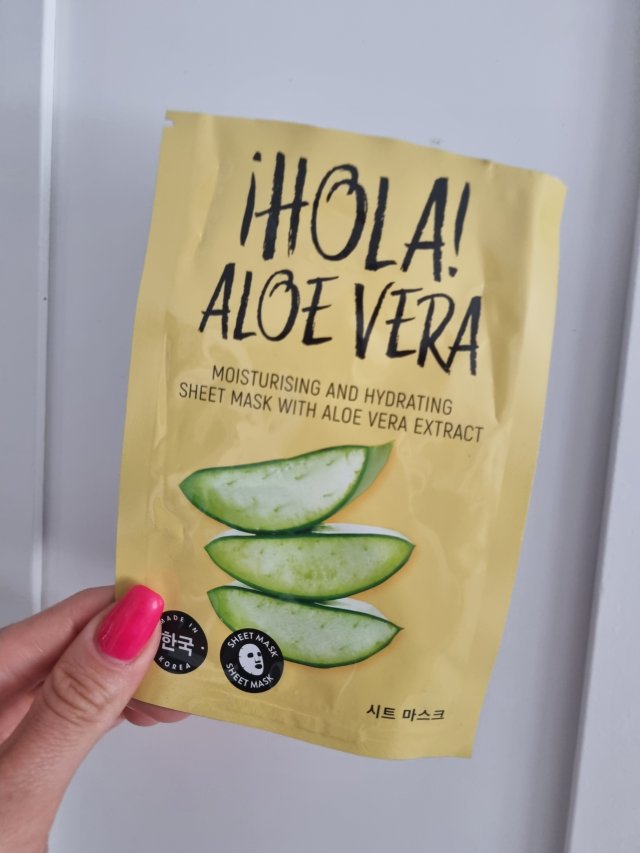 ¡HOLA!
ALOE VERA
MOISTURISING AND HYDRATING
SHEET MASK WITH ALOE VERA EXTRACT
MADE IN
한국
KOREA
SHEET MASK
SHEET MASK
시트 마스크